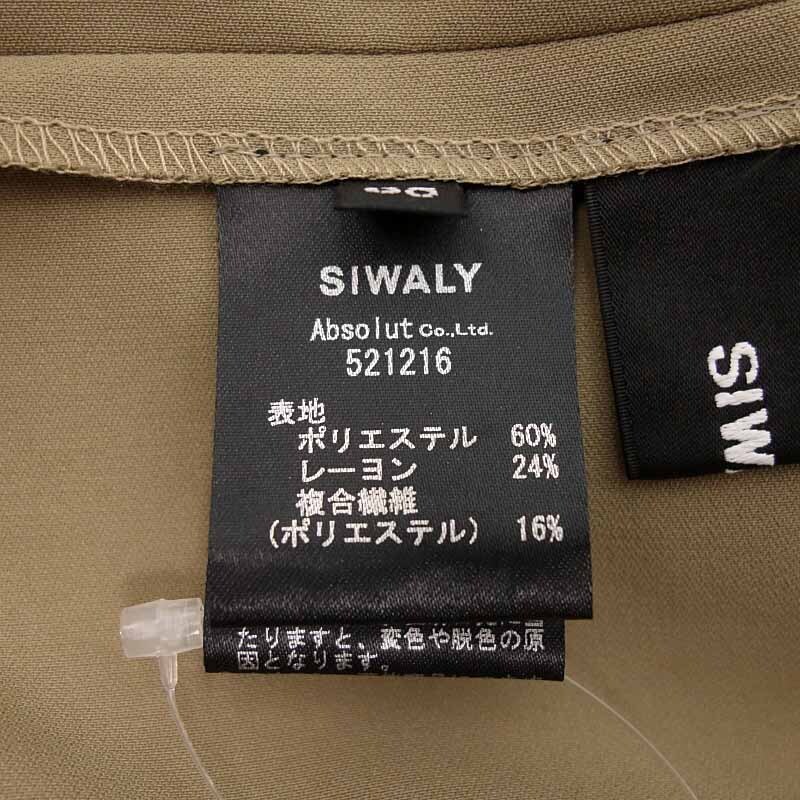 SIWALY
Absolut Co.,Ltd.
521216
表地
ポリエステル 60%
レーヨン 24%
複合繊維
(ポリエステル) 16%
たりますと、変色や脱色の原
因となります。
SIW